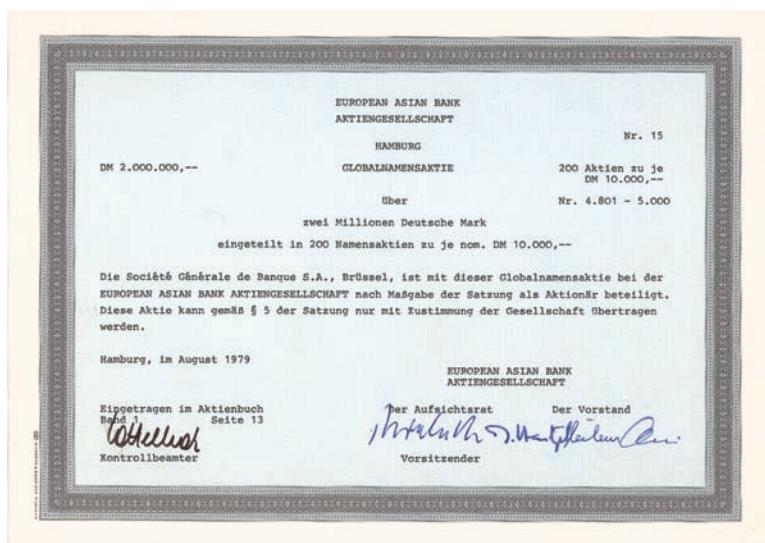 EUROPEAN ASIAN BANK
AKTIENGESELLSCHAFT
Nr. 15
HAMBURG
DM 2.000.000,-- GLOBALNAMENSAKTIE 200 Aktien zu je
DM 10.000,--
über Nr. 4.801 - 5.000
zwei Millionen Deutsche Mark
eingeteilt in 200 Namensaktien zu je nom. DM 10.000,--
Die Société Générale de Banque S.A., Brüssel, ist mit dieser Globalnamensaktie bei der
EUROPEAN ASIAN BANK AKTIENGESELLSCHAFT nach Maßgabe der Satzung als Aktionär beteiligt.
Diese Aktie kann gemäß § 5 der Satzung nur mit Zustimmung der Gesellschaft übertragen
werden.
Hamburg, im August 1979
EUROPEAN ASIAN BANK
AKTIENGESELLSCHAFT
Eingetragen im Aktienbuch Der Aufsichtsrat Der Vorstand
Band 1 Seite 13
Kontrollbeamter Vorsitzender